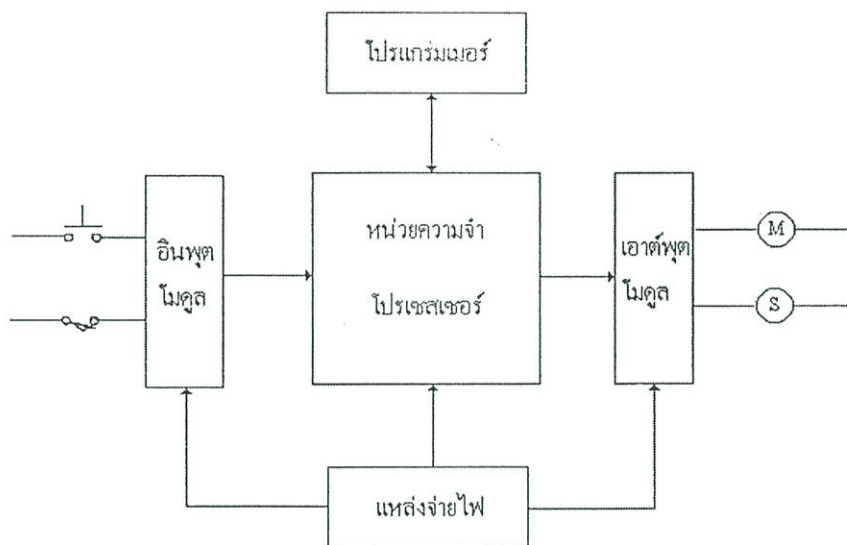 โปรแกร่มเมอร์
หน่วยความจำ
โปรเซสเซอร์
อินพุต
โมดูล
เอาต์พุต
โมดูล
M
S
แหล่งจ่ายไฟ